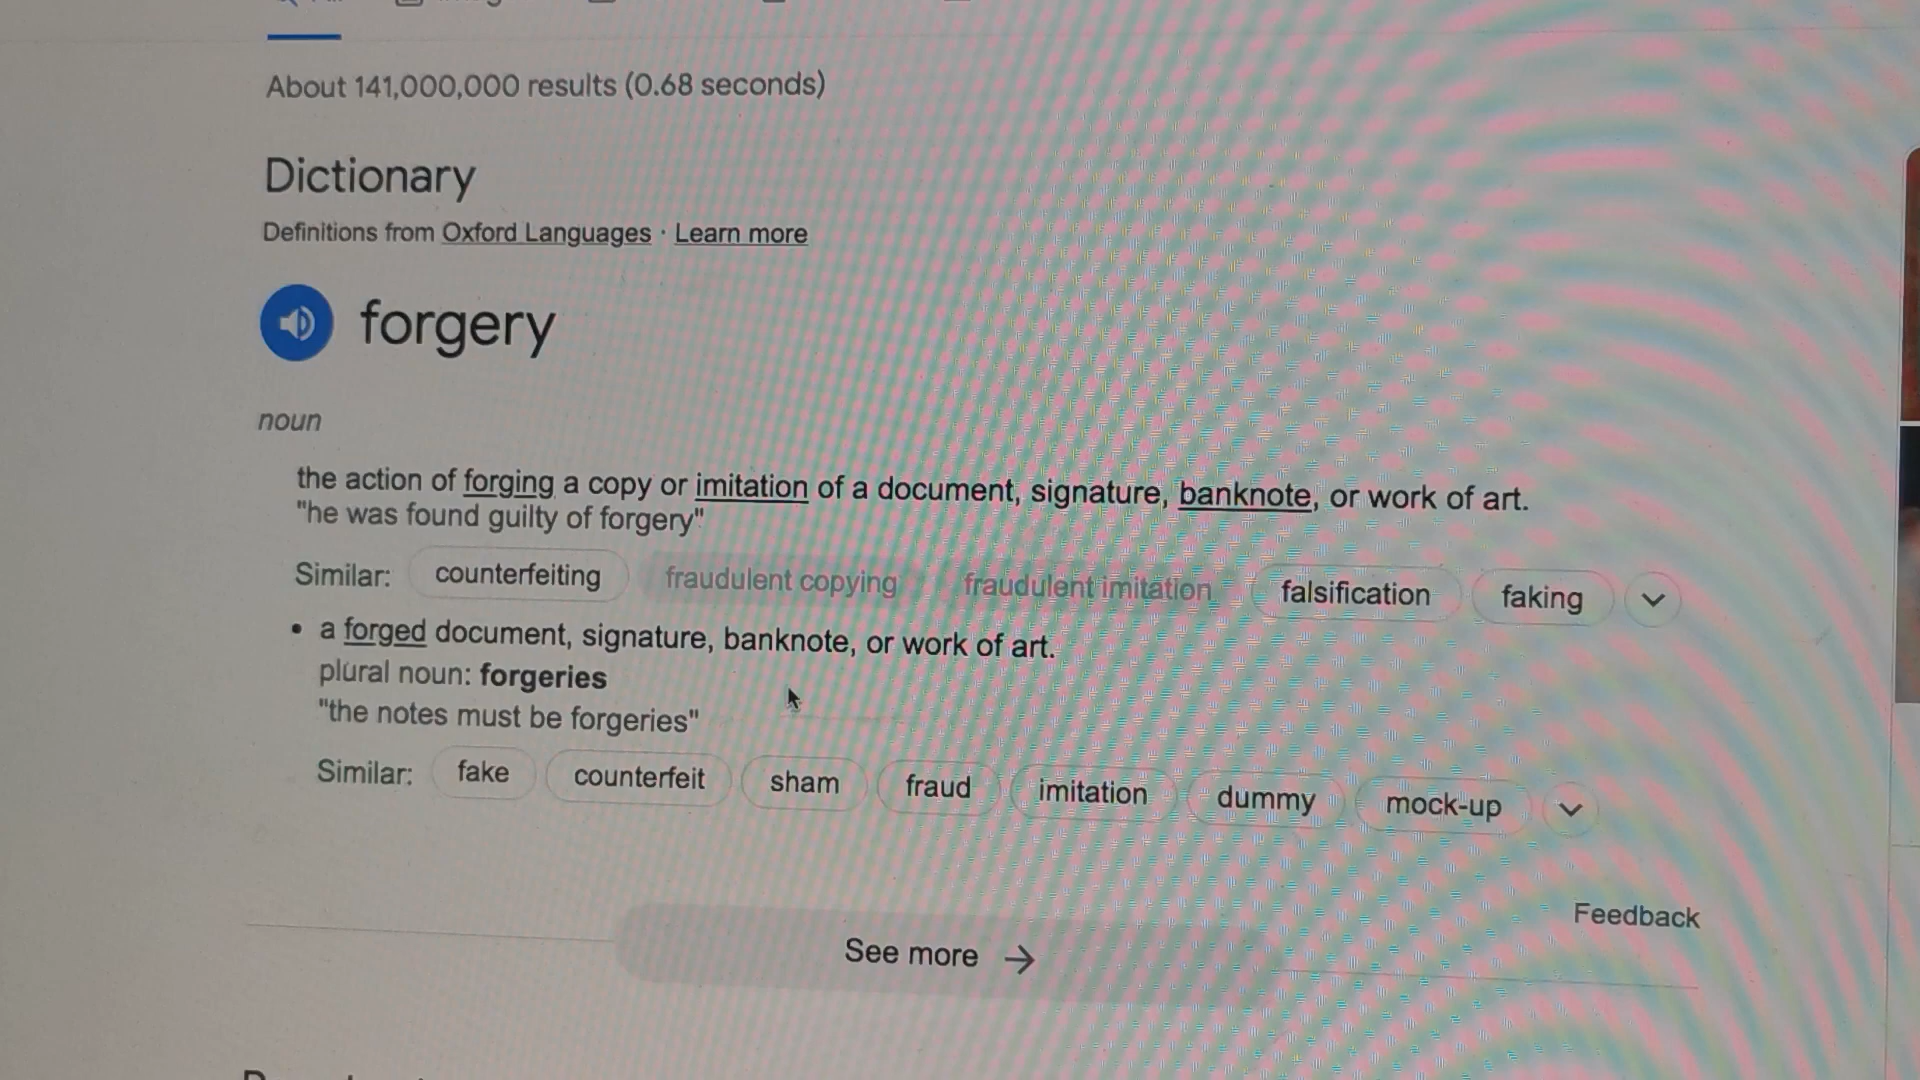 About 141,000,000 results (0.68 seconds)
Dictionary
Definitions from Oxford Languages · Learn more
forgery
noun
the action of forging a copy or imitation of a document, signature, banknote, or work of art.
"he was found guilty of forgery"
Similar: counterfeiting fraudulent copying fraudulent imitation falsification faking
• a forged document, signature, banknote, or work of art.
plural noun: forgeries
"the notes must be forgeries"
Similar: fake counterfeit sham fraud imitation dummy mock-up
Feedback
See more →